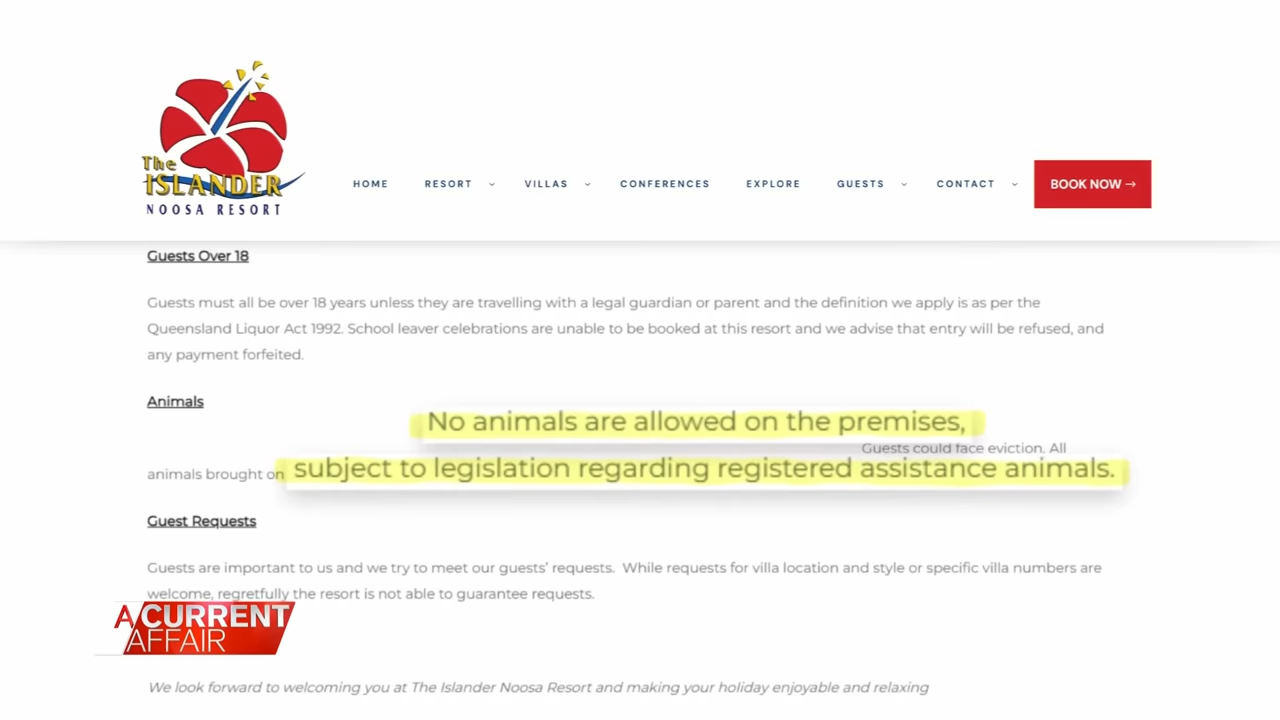 The
ISLANDER
NOOSA RESORT
HOME RESORT VILLAS CONFERENCES EXPLORE GUESTS CONTACT BOOK NOW →
Guests Over 18
Guests must all be over 18 years unless they are travelling with a legal guardian or parent and the definition we apply is as per the
Queensland Liquor Act 1992. School leaver celebrations are unable to be booked at this resort and we advise that entry will be refused, and
any payment forfeited.
Animals
No animals are allowed on the premises,
Guests could face eviction. All
animals brought on
subject to legislation regarding registered assistance animals.
Guest Requests
Guests are important to us and we try to meet our guests' requests. While requests for villa location and style or specific villa numbers are
welcome, regretfully the resort is not able to guarantee requests.
A CURRENT
AFFAIR
We look forward to welcoming you at The Islander Noosa Resort and making your holiday enjoyable and relaxing